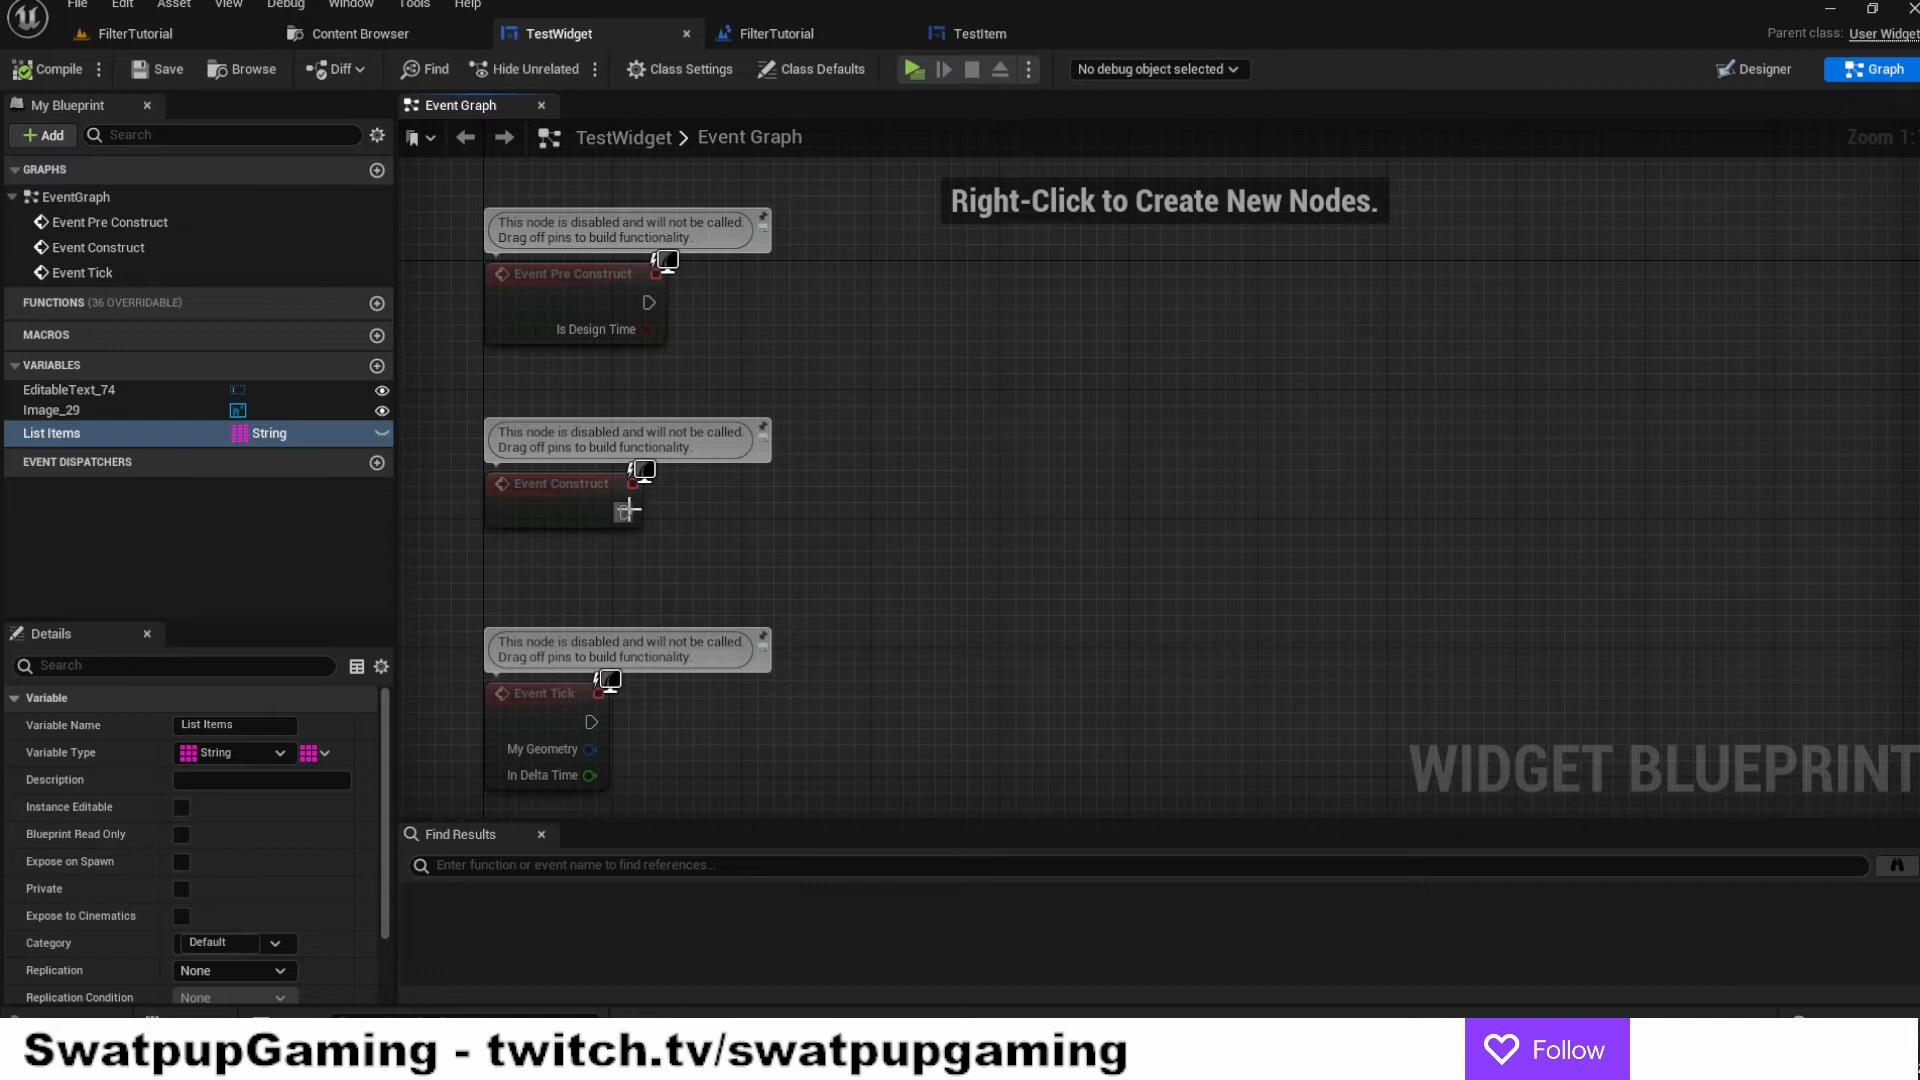 File Edit Asset View Debug Window Tools Help
FilterTutorial Content Browser TestWidget FilterTutorial TestItem Parent class: User Widget
Compile Save Browse Diff Find Hide Unrelated Class Settings Class Defaults No debug object selected Designer Graph
My Blueprint Event Graph
Add Search TestWidget > Event Graph Zoom 1:
GRAPHS
EventGraph
Event Pre Construct
Event Construct
Event Tick
FUNCTIONS (36 OVERRIDABLE)
MACROS
VARIABLES
EditableText_74
Image_29
List Items String
EVENT DISPATCHERS
Right-Click to Create New Nodes.
This node is disabled and will not be called.
Drag off pins to build functionality.
Event Pre Construct
Is Design Time
This node is disabled and will not be called.
Drag off pins to build functionality.
Event Construct
This node is disabled and will not be called.
Drag off pins to build functionality.
Event Tick
My Geometry
In Delta Time
WIDGET BLUEPRINT
Details
Search
Variable
Variable Name List Items
Variable Type String
Description
Instance Editable
Blueprint Read Only
Expose on Spawn
Private
Expose to Cinematics
Category Default
Replication None
Replication Condition None
Find Results
Enter function or event name to find references...
SwatpupGaming - twitch.tv/swatpupgaming
Follow